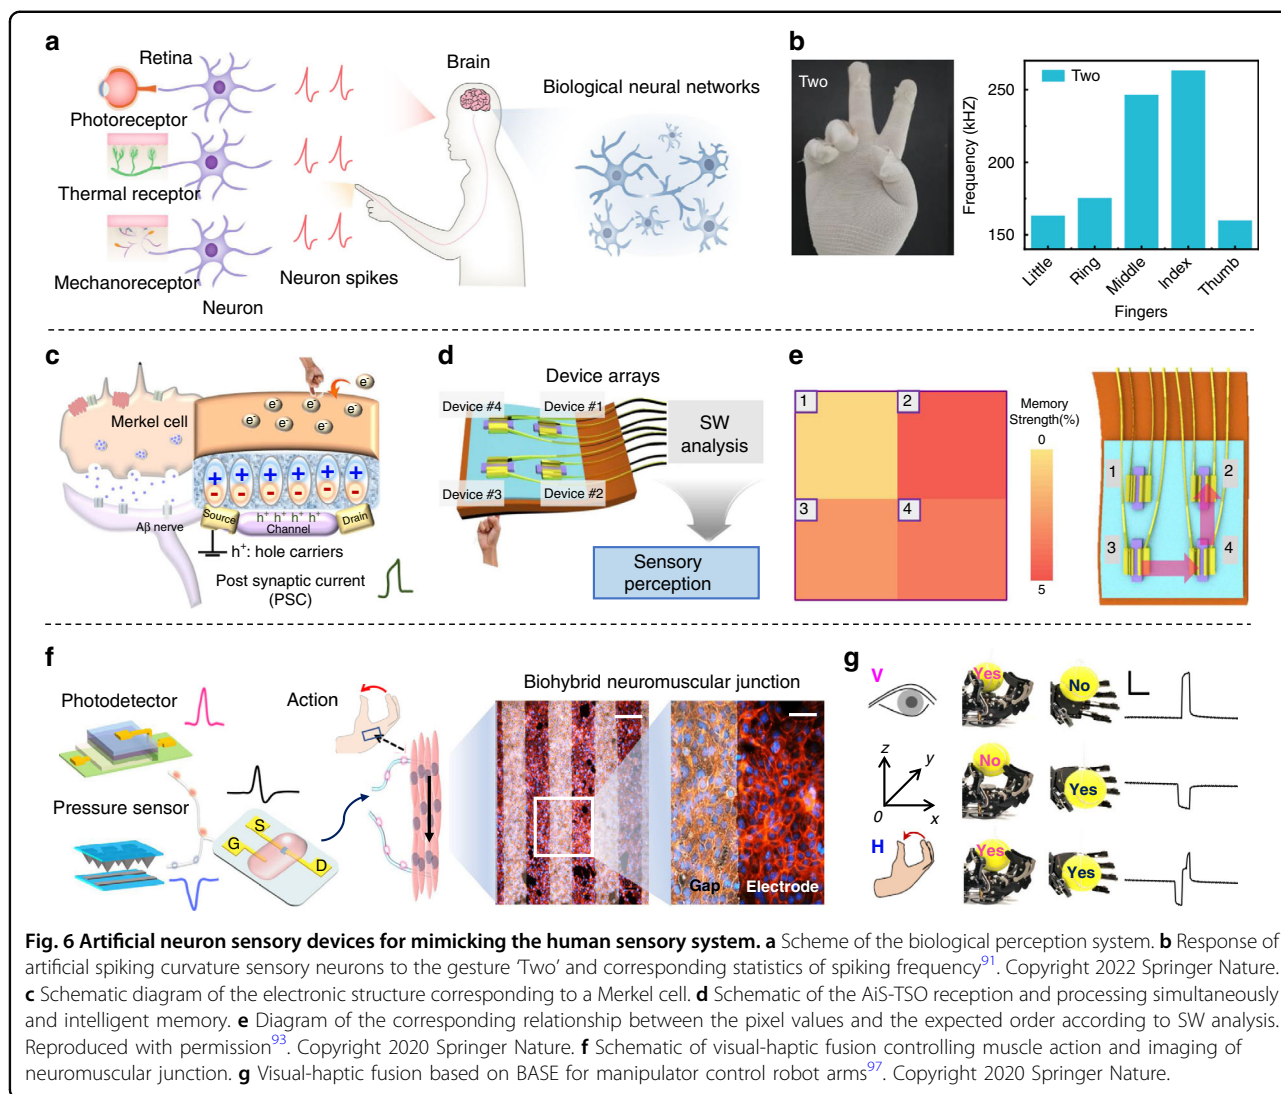 a
Retina
Photoreceptor
Thermal receptor
Mechanoreceptor
Neuron
Neuron spikes
Brain
Biological neural networks
b
Two
Two
Frequency (kHZ)
250
200
150
Little
Ring
Middle
Index
Thumb
Fingers
c
Merkel cell
Aβ nerve
e-
e-
e-
e-
e-
e-
e-
+ + + + + +
- - - - - -
Source
h+ h+ h+ h+
Channel
Drain
h+: hole carriers
Post synaptic current
(PSC)
d
Device arrays
Device #4
Device #1
Device #3
Device #2
SW
analysis
Sensory
perception
e
1
2
3
4
Memory
Strength(%)
0
5
1
2
3
4
f
Photodetector
Pressure sensor
G
S
D
Action
Biohybrid neuromuscular junction
Gap
Electrode
g
V
Yes
No
z
y
x
0
No
Yes
H
Yes
Yes
Fig. 6 Artificial neuron sensory devices for mimicking the human sensory system. a Scheme of the biological perception system. b Response of
artificial spiking curvature sensory neurons to the gesture ‘Two’ and corresponding statistics of spiking frequency91. Copyright 2022 Springer Nature.
c Schematic diagram of the electronic structure corresponding to a Merkel cell. d Schematic of the AiS-TSO reception and processing simultaneously
and intelligent memory. e Diagram of the corresponding relationship between the pixel values and the expected order according to SW analysis.
Reproduced with permission93. Copyright 2020 Springer Nature. f Schematic of visual-haptic fusion controlling muscle action and imaging of
neuromuscular junction. g Visual-haptic fusion based on BASE for manipulator control robot arms97. Copyright 2020 Springer Nature.